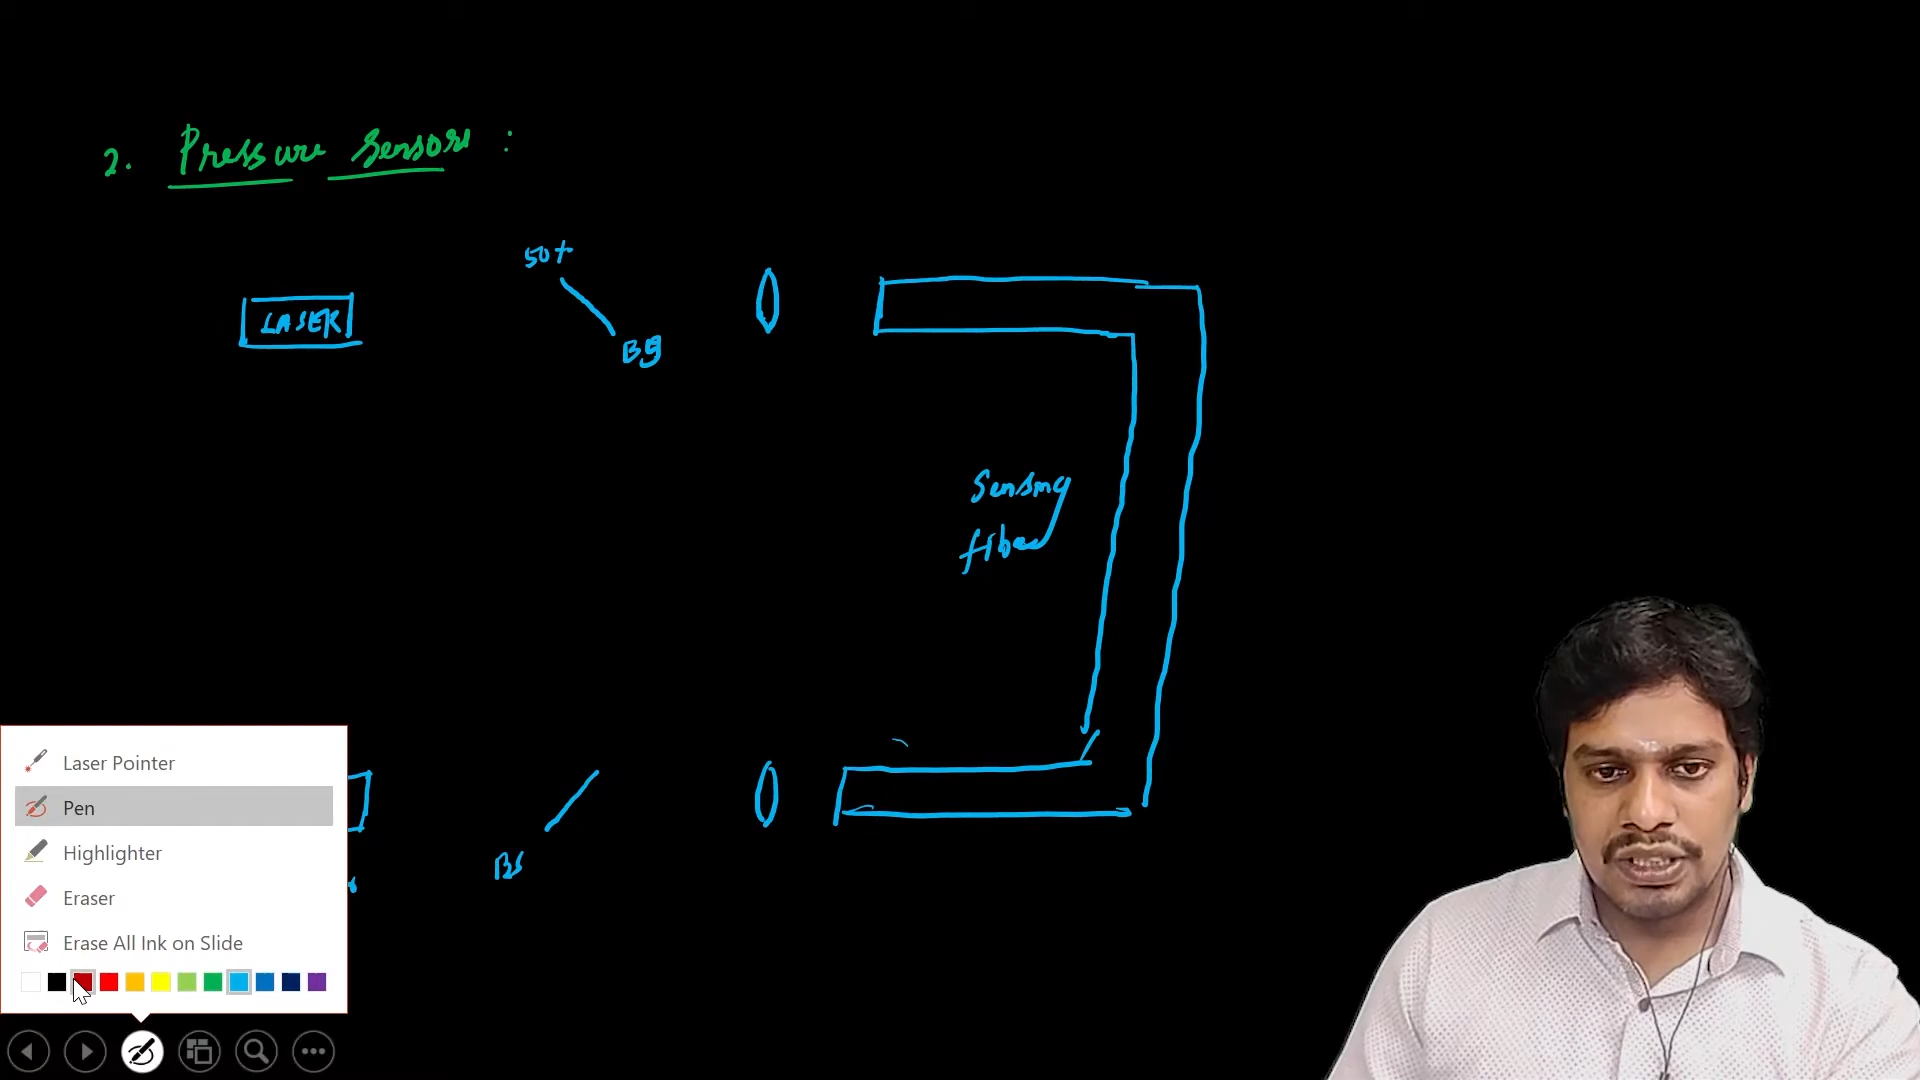 2. Pressure Sensors :
50%
LASER
BS
Sensing
fiber
BS
Laser Pointer
Pen
Highlighter
Eraser
Erase All Ink on Slide